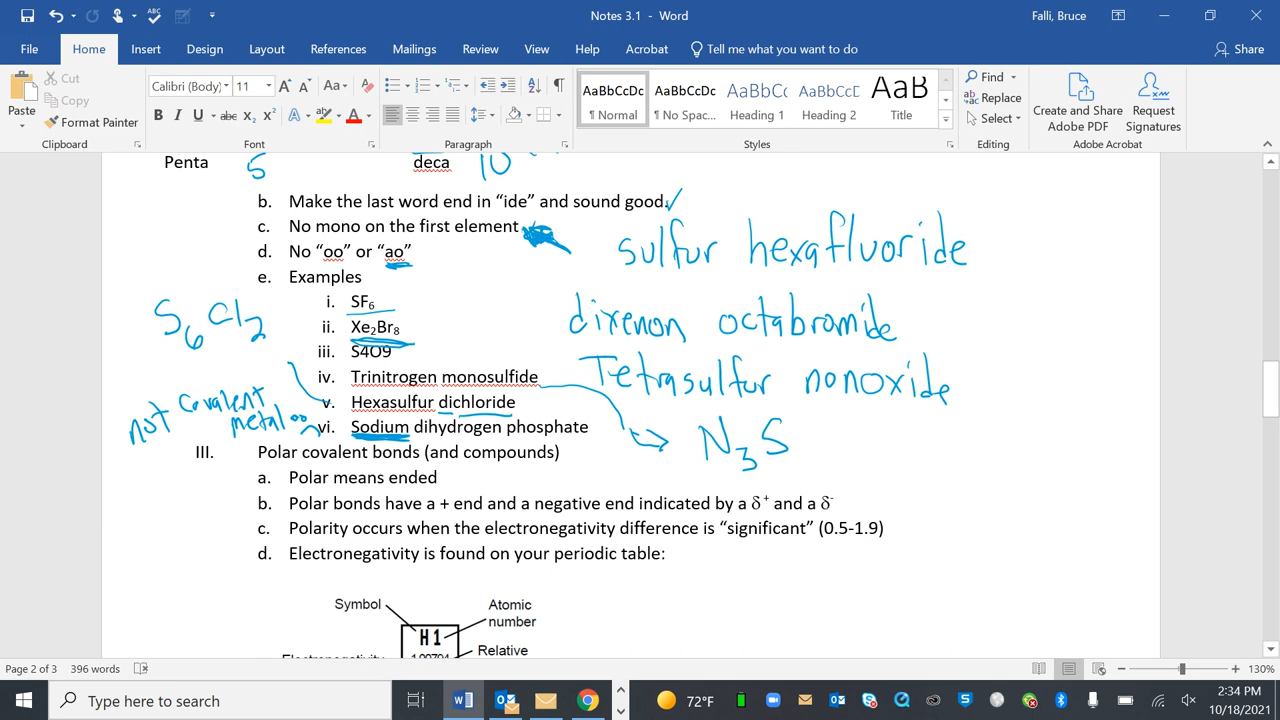 Notes 3.1 - Word
Falli, Bruce
File Home Insert Design Layout References Mailings Review View Help Acrobat Tell me what you want to do Share
Paste
Cut
Copy
Format Painter
Clipboard
Calibri (Body) 11
Font
Paragraph
AaBbCcDc AaBbCcDc AaBbCc AaBbCcD AaB
¶ Normal ¶ No Spac... Heading 1 Heading 2 Title
Styles
Find
Replace
Select
Editing
Create and Share Adobe PDF
Request Signatures
Adobe Acrobat
Penta 5 deca 10
b. Make the last word end in “ide” and sound good.
c. No mono on the first element
d. No “oo” or “ao”
sulfur hexafluoride
e. Examples
i. SF₆
S₆Cl₂
ii. Xe₂Br₈
dixenon octabromide
iii. S4O9
Tetrasulfur nonoxide
iv. Trinitrogen monosulfide
v. Hexasulfur dichloride
not covalent
metal
vi. Sodium dihydrogen phosphate
N₃S
III. Polar covalent bonds (and compounds)
a. Polar means ended
b. Polar bonds have a + end and a negative end indicated by a δ⁺ and a δ⁻
c. Polarity occurs when the electronegativity difference is “significant” (0.5-1.9)
d. Electronegativity is found on your periodic table:
Symbol
Atomic number
H 1
Relative
Page 2 of 3 396 words 130%
Type here to search
72°F
2:34 PM
10/18/2021